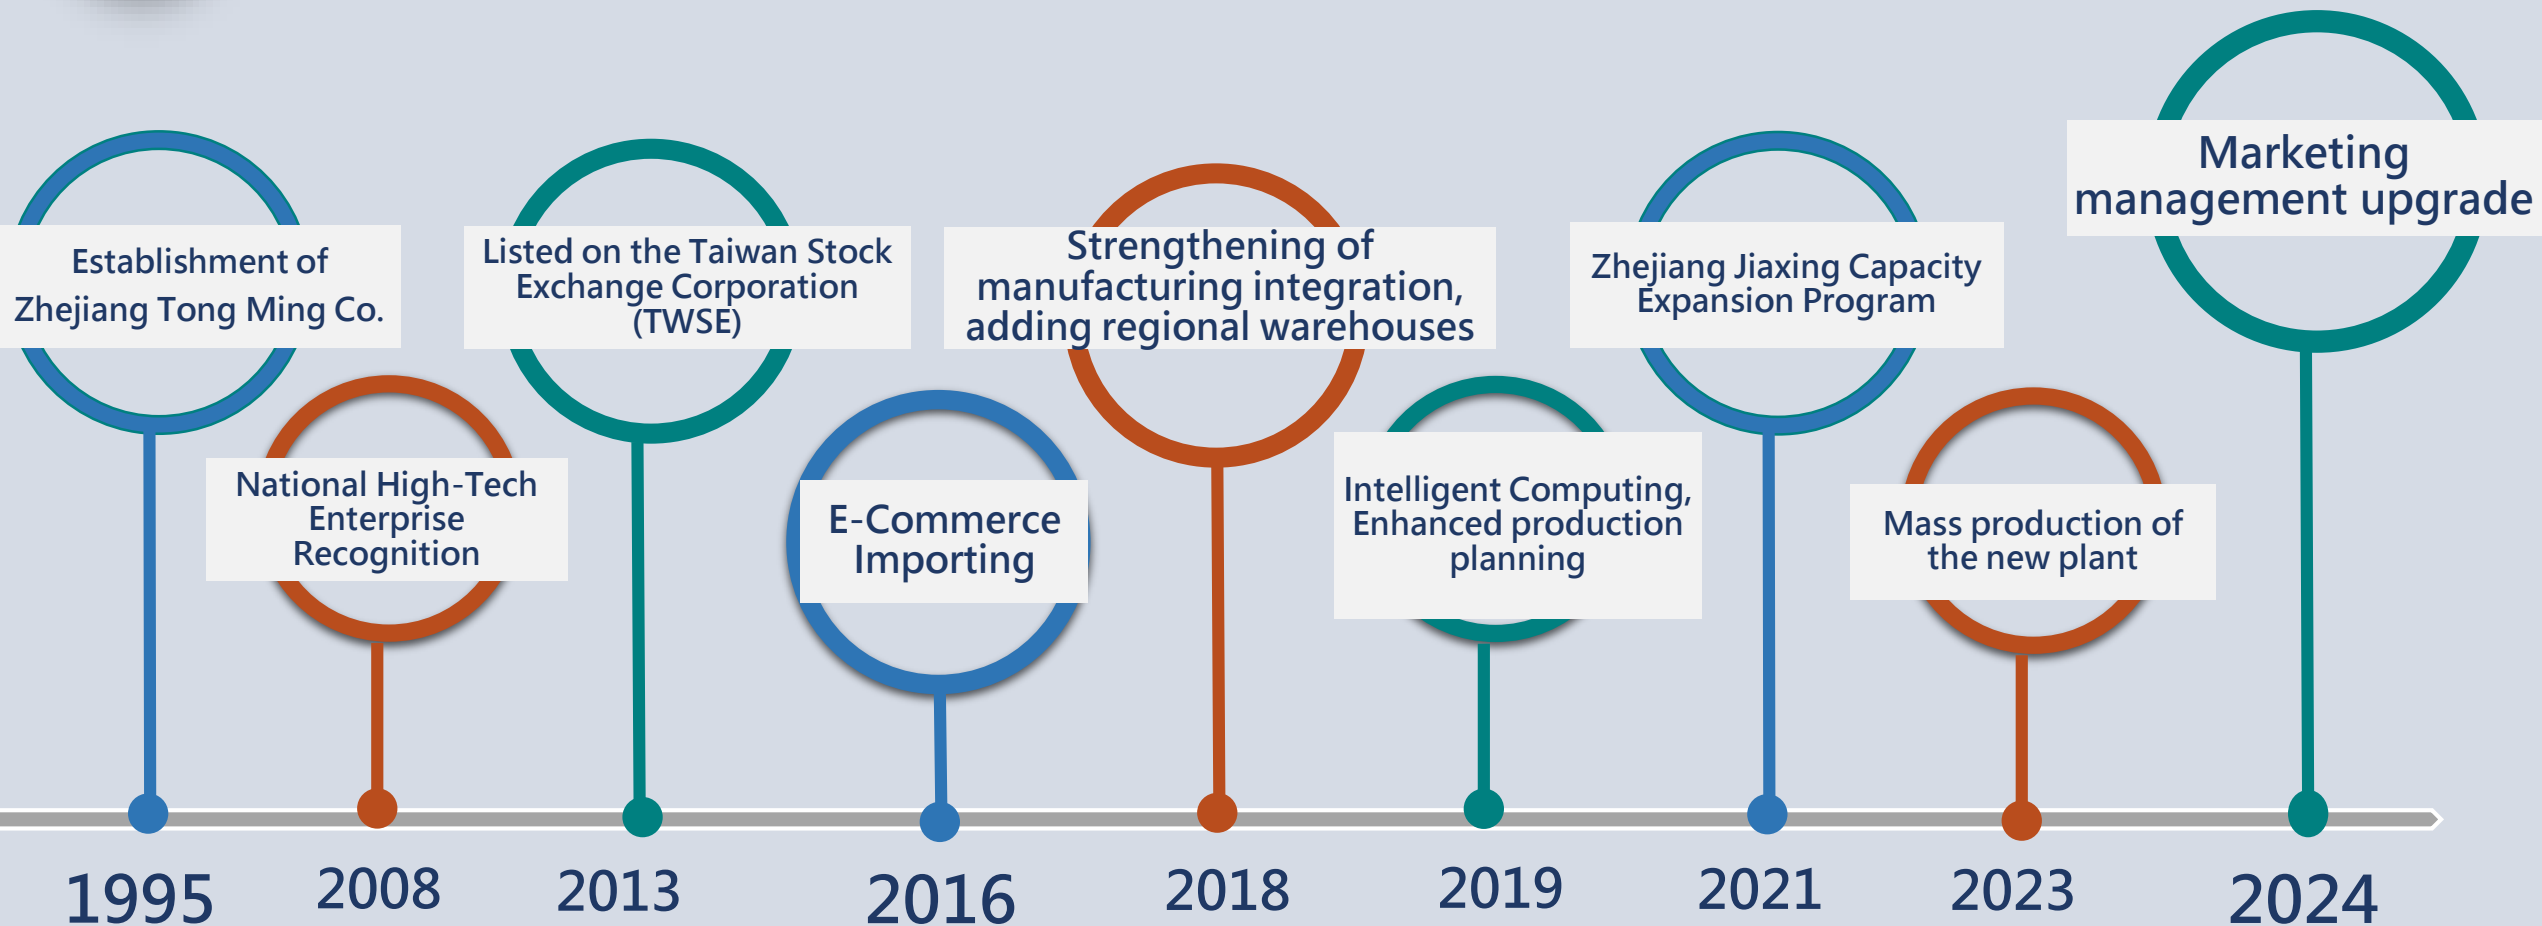 Establishment of
Zhejiang Tong Ming Co.
National High-Tech
Enterprise
Recognition
Listed on the Taiwan Stock
Exchange Corporation
(TWSE)
E-Commerce
Importing
Strengthening of
manufacturing integration,
adding regional warehouses
Intelligent Computing,
Enhanced production
planning
Zhejiang Jiaxing Capacity
Expansion Program
Mass production of
the new plant
Marketing
management upgrade
1995
2008
2013
2016
2018
2019
2021
2023
2024